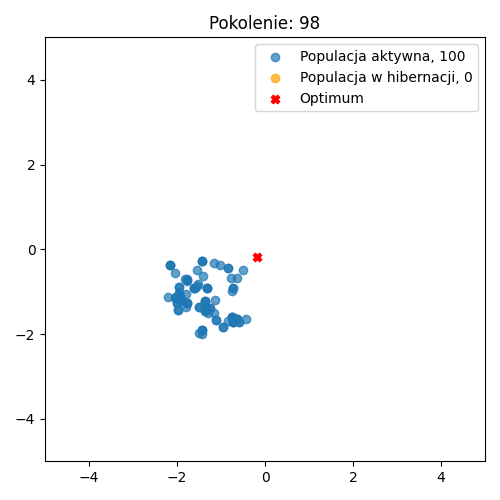 Pokolenie: 98
Populacja aktywna, 100
Populacja w hibernacji, 0
Optimum
4
2
0
−2
−4
−4 −2 0 2 4